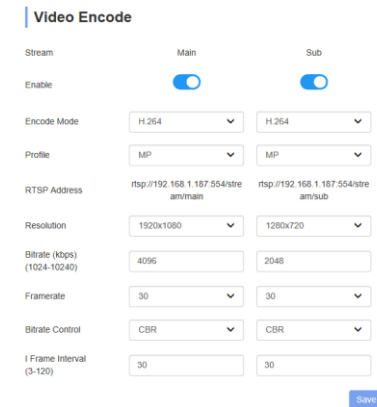 Video Encode
Stream Main Sub
Enable
Encode Mode H.264 H.264
Profile MP MP
RTSP Address rtsp://192.168.1.187:554/stre rtsp://192.168.1.187:554/stre
am/main am/sub
Resolution 1920x1080 1280x720
Bitrate (kbps)
(1024-10240) 4096 2048
Framerate 30 30
Bitrate Control CBR CBR
I Frame Interval
(3-120) 30 30
Save